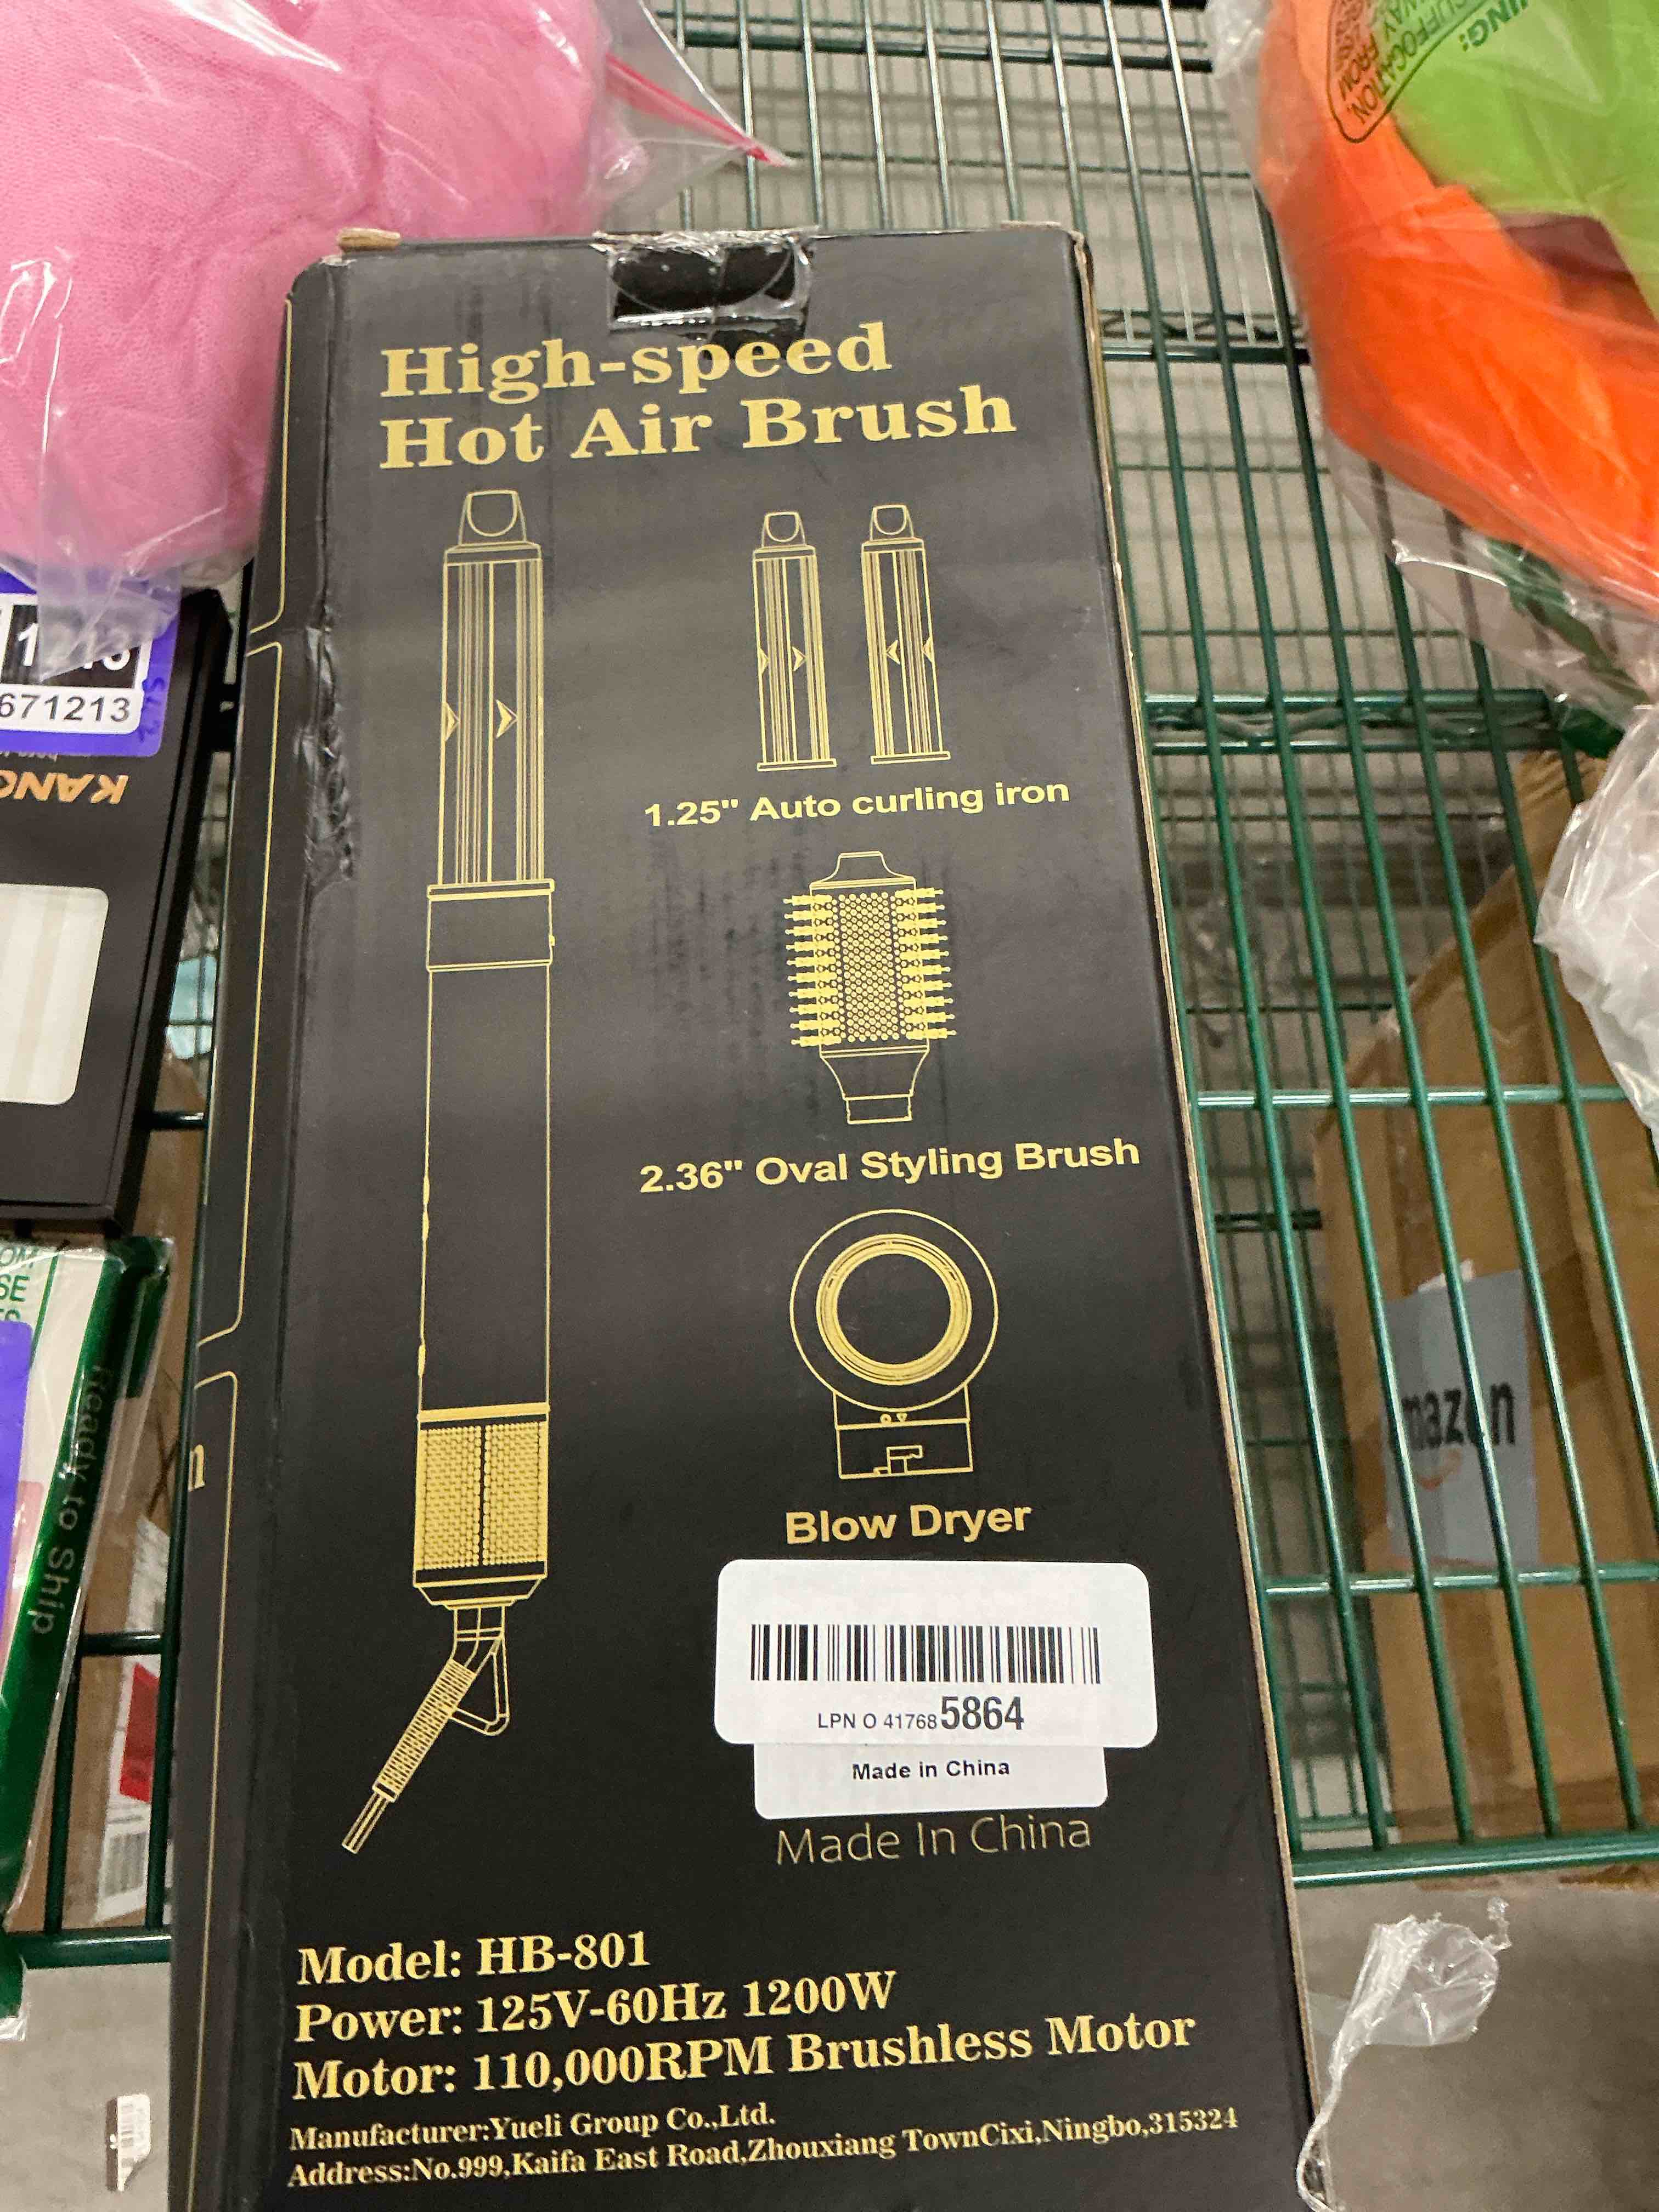 High-speed
Hot Air Brush
1.25" Auto curling iron
2.36" Oval Styling Brush
Blow Dryer
LPN O 417685864
Made in China
Made In China
Model: HB-801
Power: 125V-60Hz 1200W
Motor: 110,000RPM Brushless Motor
Manufacturer:Yueli Group Co.,Ltd.
Address:No.999,Kaifa East Road,Zhouxiang TownCixi,Ningbo,315324
671213
Ready to Ship